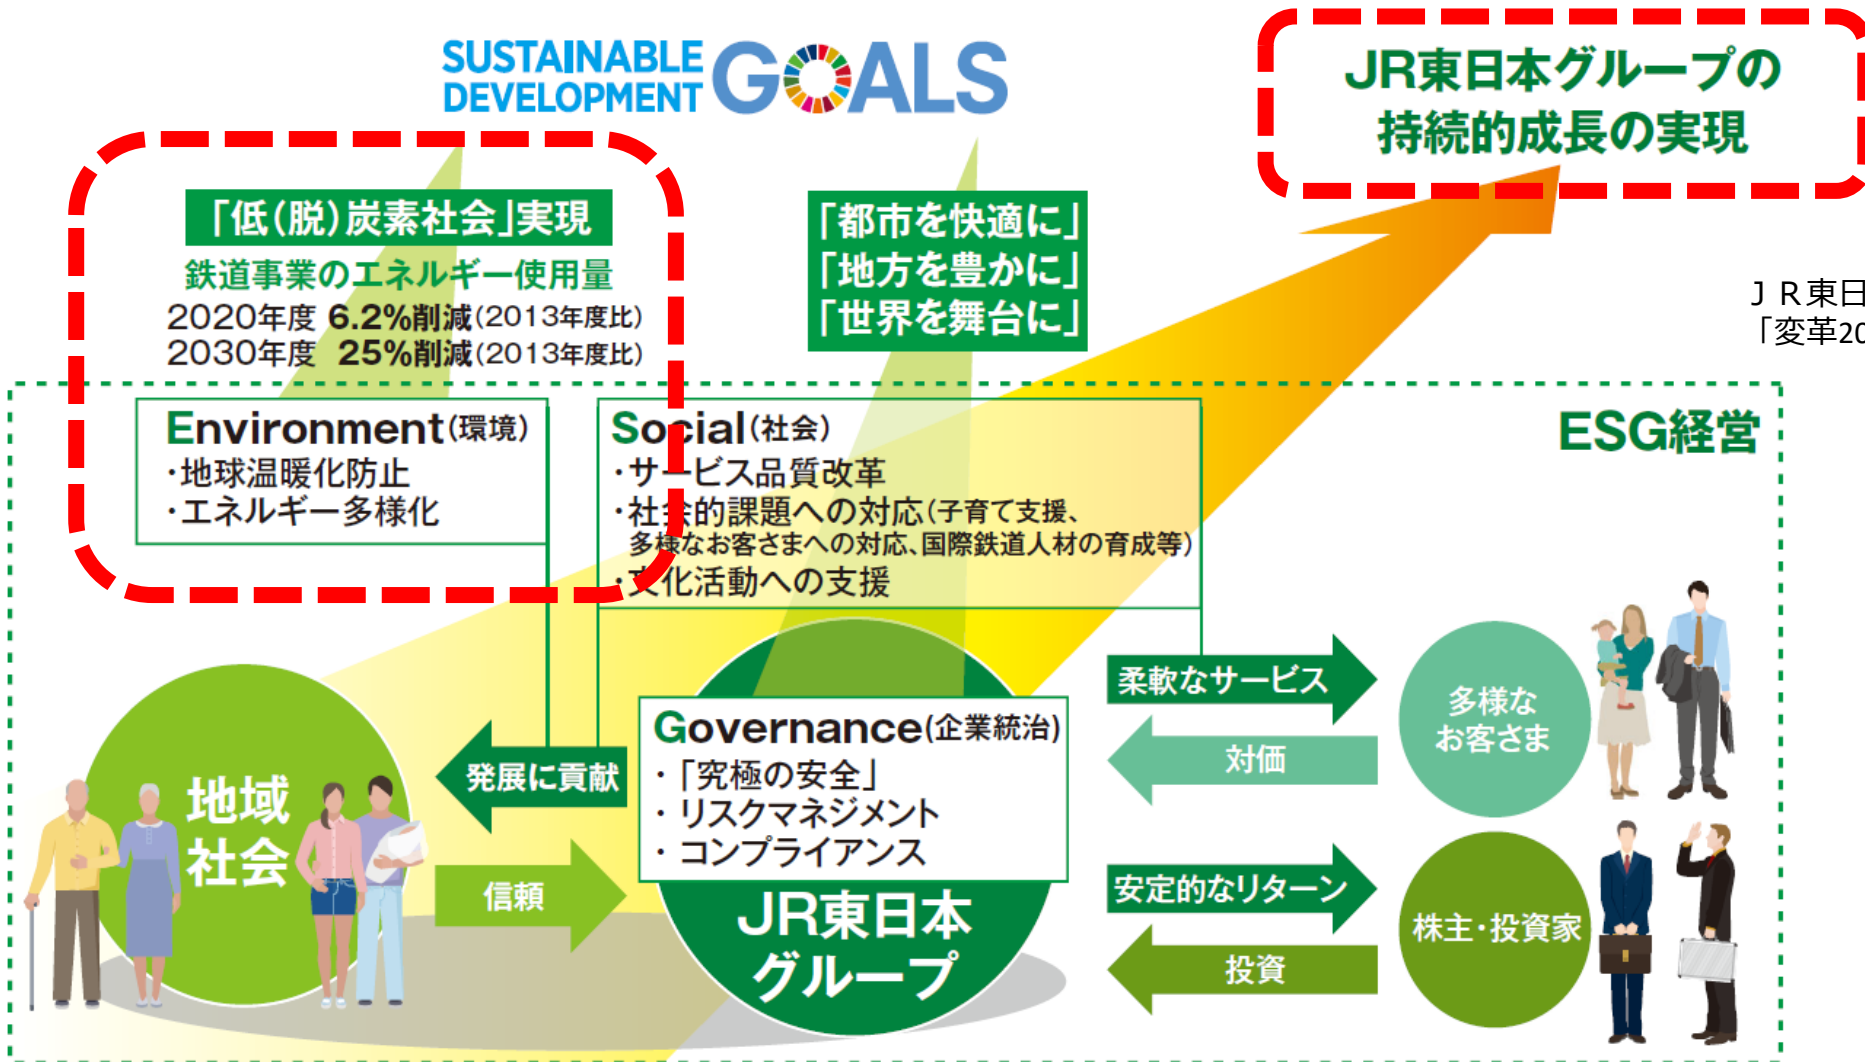 SUSTAINABLE
DEVELOPMENT
GOALS
JR東日本グループの
持続的成長の実現
「低(脱)炭素社会」実現
鉄道事業のエネルギー使用量
2020年度 6.2%削減(2013年度比)
2030年度 25%削減(2013年度比)
「都市を快適に」
「地方を豊かに」
「世界を舞台に」
ＪＲ東日
「変革20
ESG経営
Environment(環境)
・地球温暖化防止
・エネルギー多様化
Social(社会)
・サービス品質改革
・社会的課題への対応(子育て支援、
多様なお客さまへの対応、国際鉄道人材の育成等)
・文化活動への支援
Governance(企業統治)
・「究極の安全」
・リスクマネジメント
・コンプライアンス
JR東日本
グループ
地域
社会
発展に貢献
信頼
柔軟なサービス
対価
多様な
お客さま
安定的なリターン
投資
株主・投資家